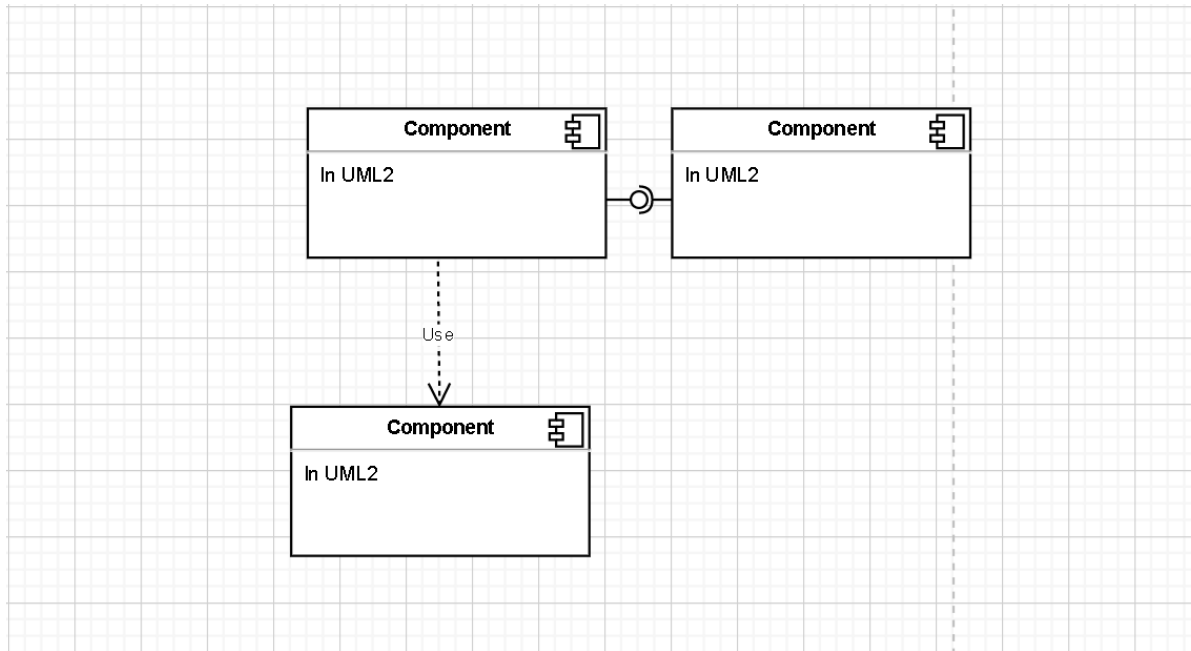 Component
In UML2
Component
In UML2
Use
Component
In UML2